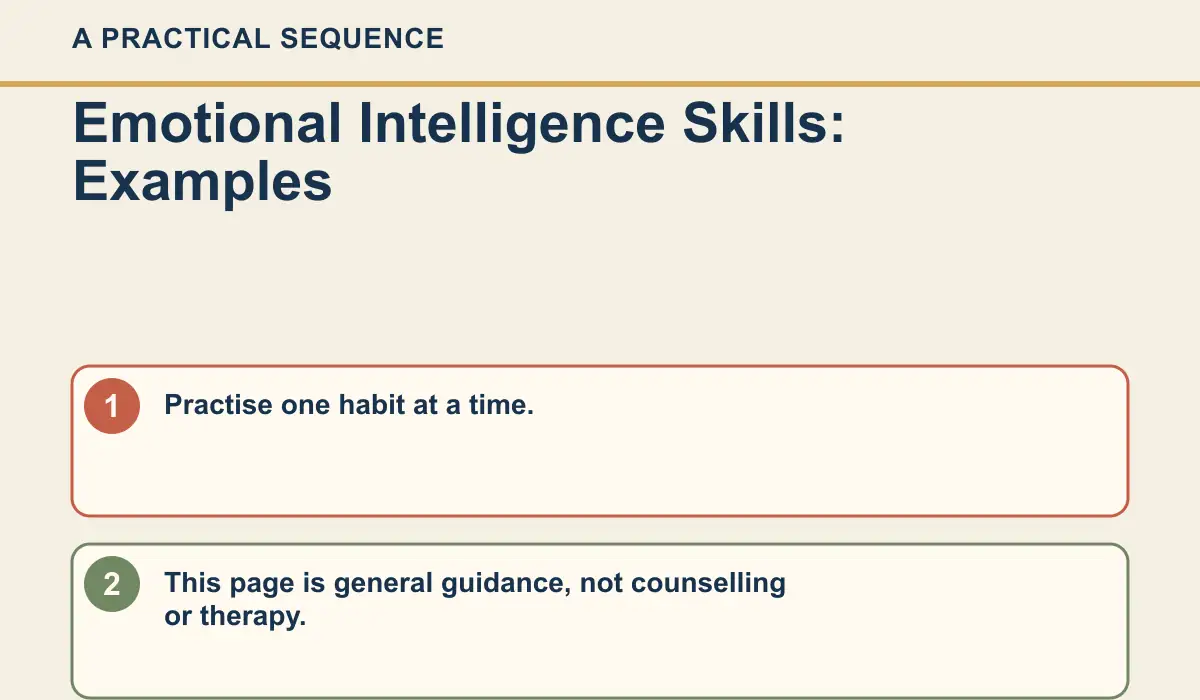 A PRACTICAL SEQUENCE
Emotional Intelligence Skills:
Examples
1
Practise one habit at a time.
2
This page is general guidance, not counselling
or therapy.